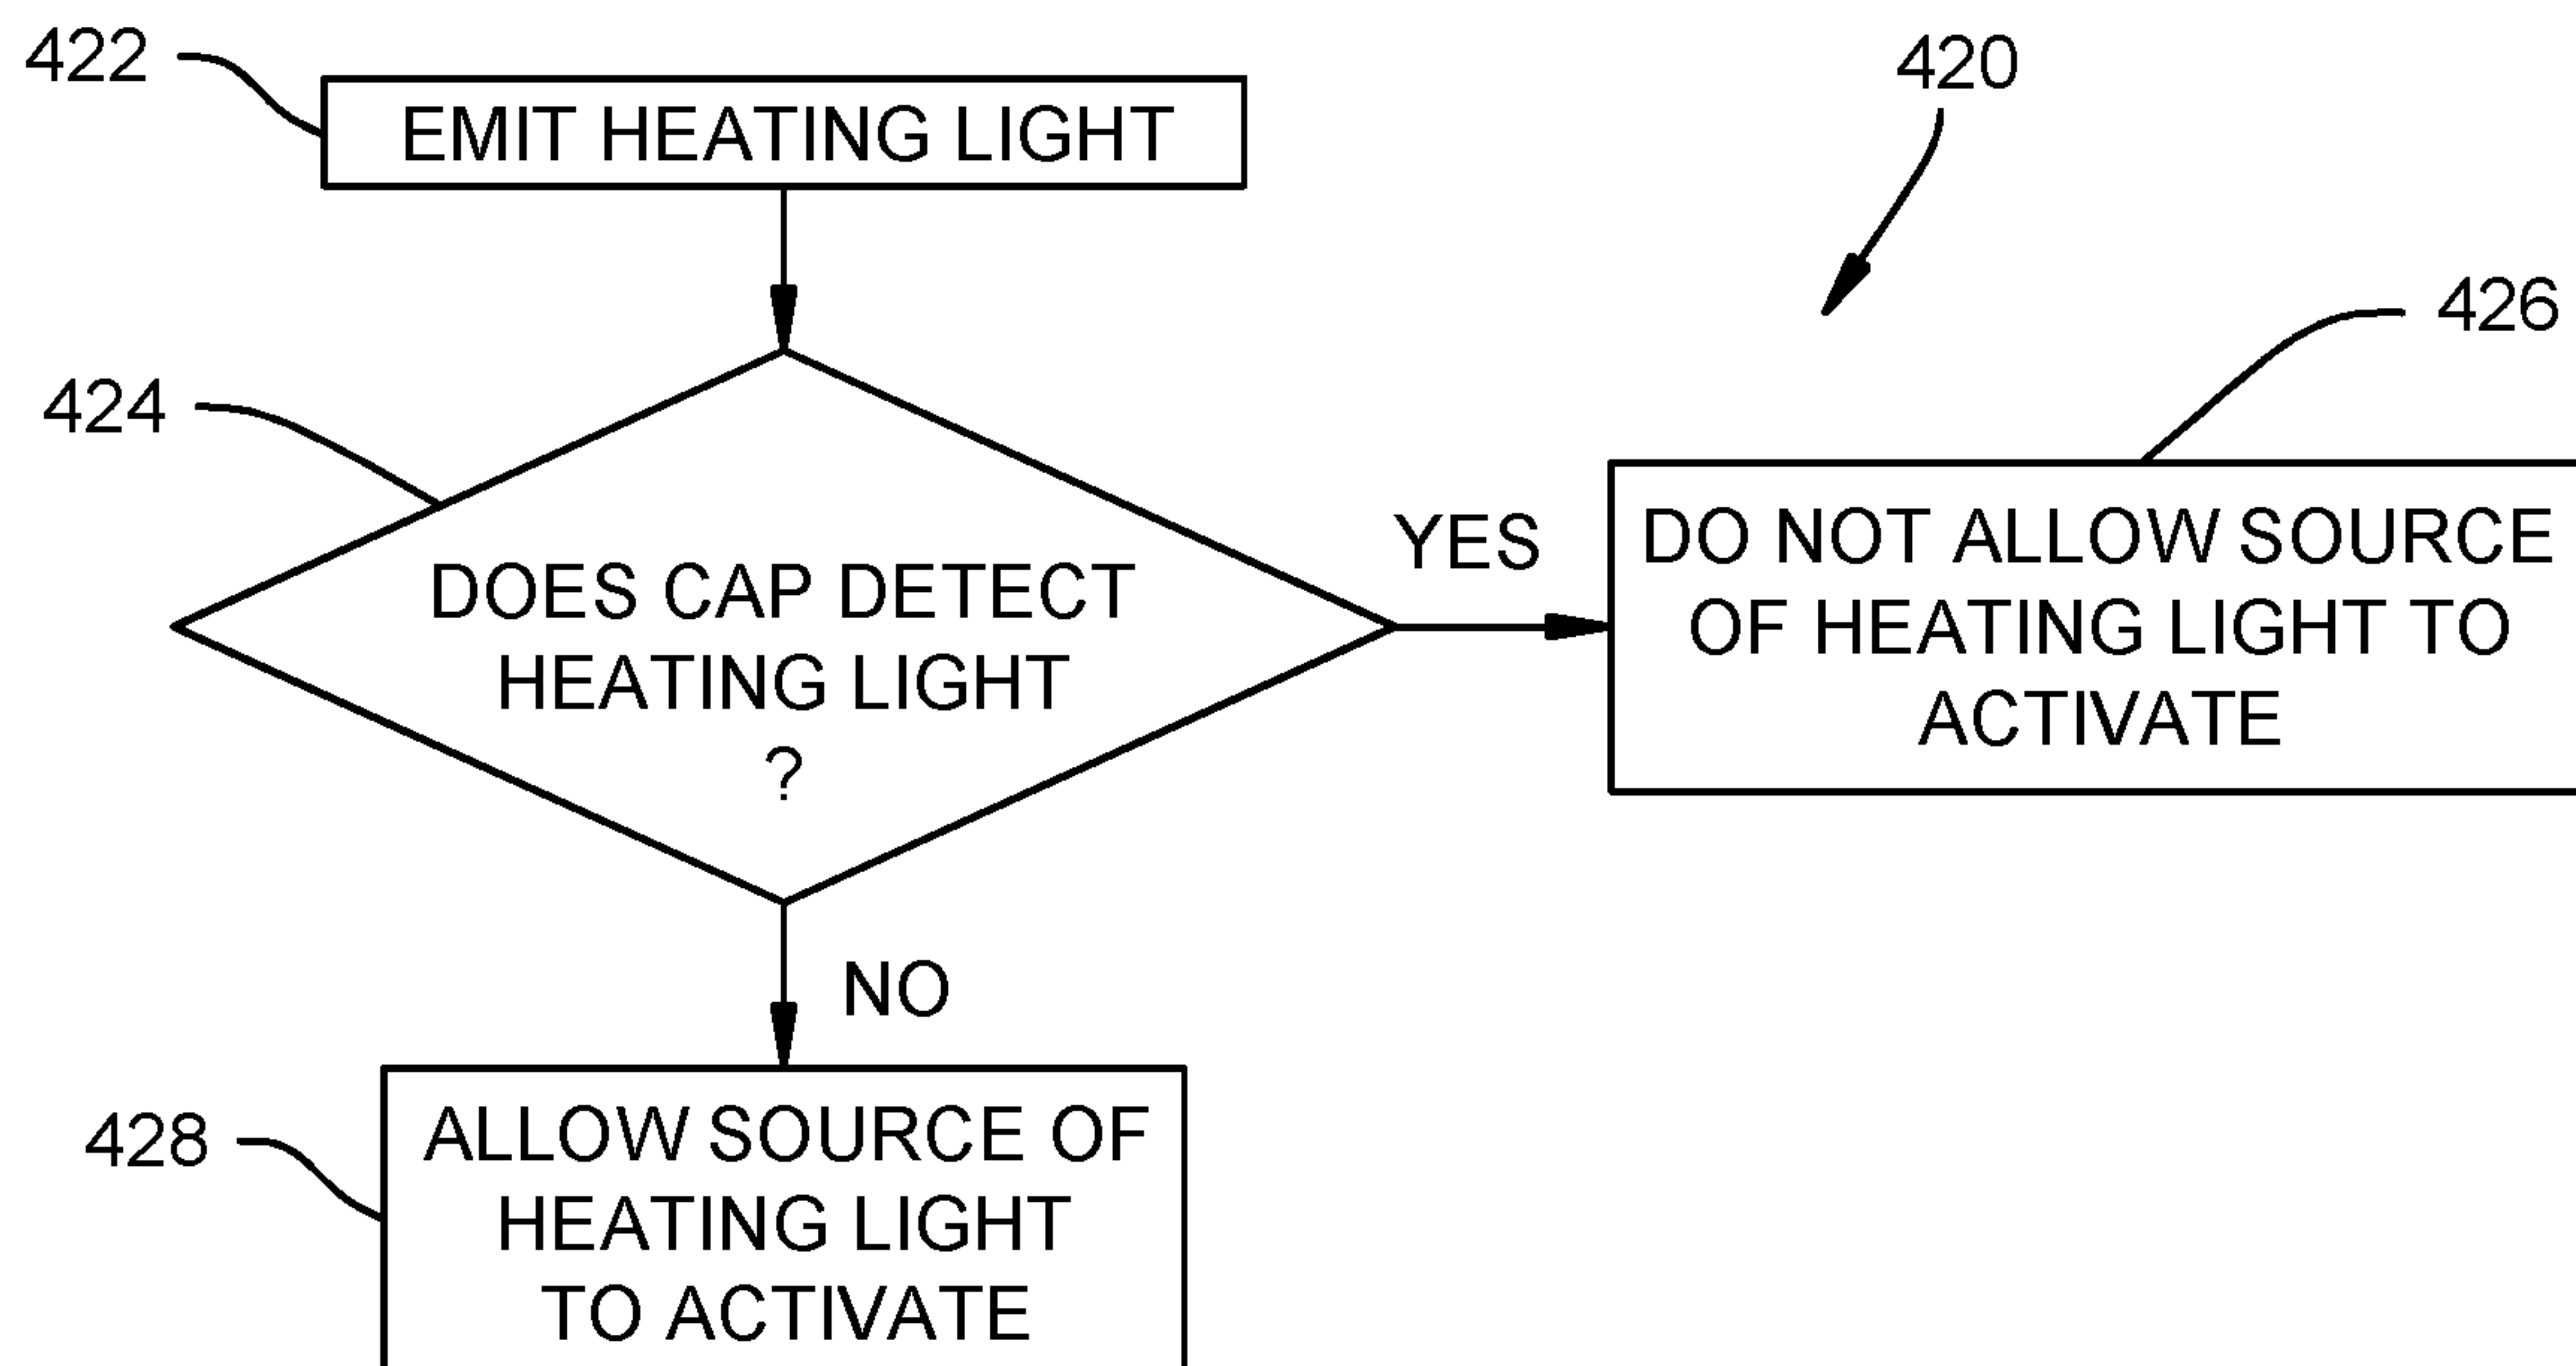 422
EMIT HEATING LIGHT
420
424
DOES CAP DETECT
HEATING LIGHT
?
YES
426
DO NOT ALLOW SOURCE
OF HEATING LIGHT TO
ACTIVATE
NO
428
ALLOW SOURCE OF
HEATING LIGHT
TO ACTIVATE